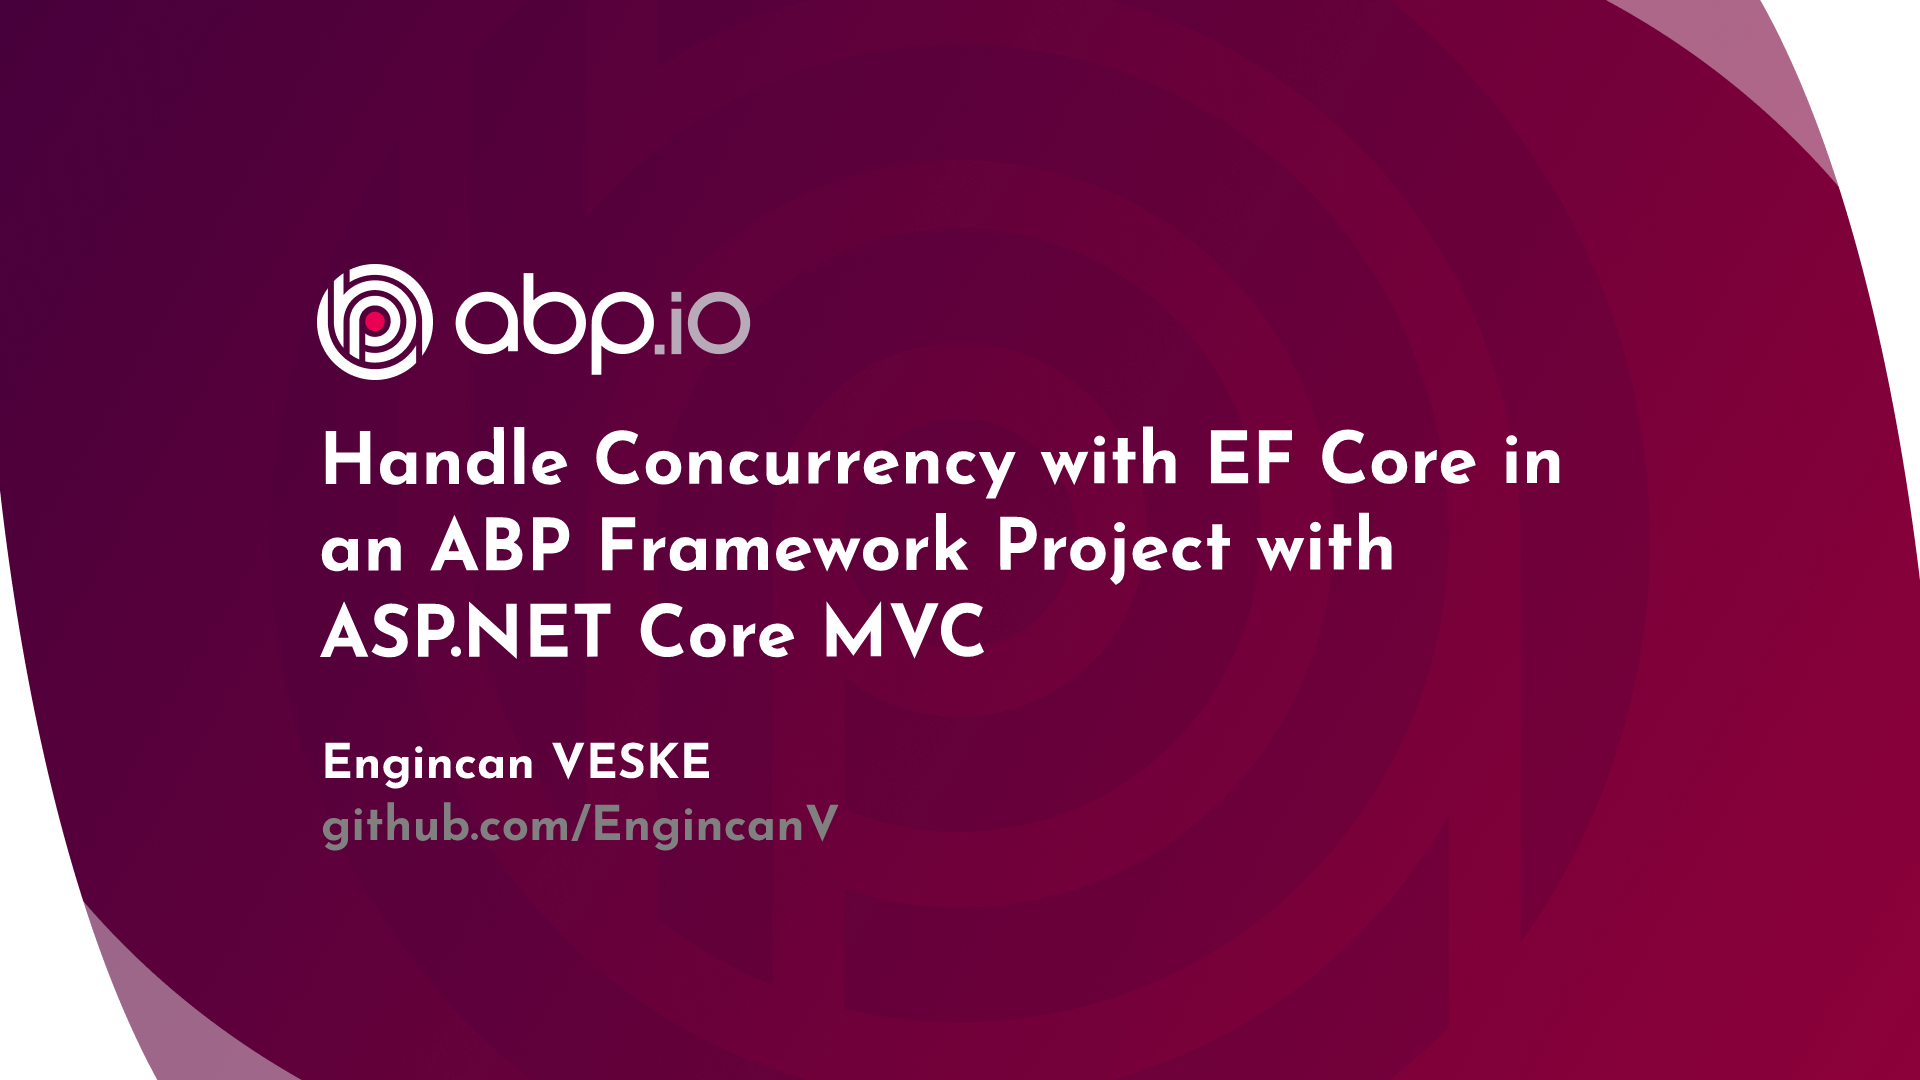 abp.io
Handle Concurrency with EF Core in
an ABP Framework Project with
ASP.NET Core MVC
Engincan VESKE
github.com/EngincanV